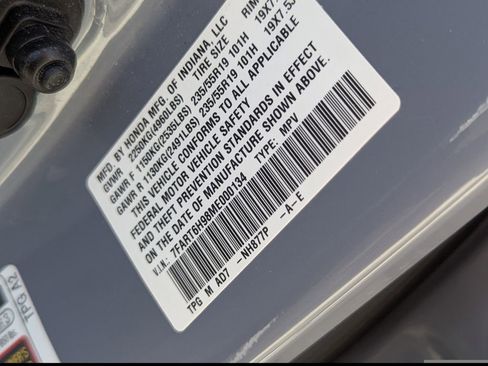 MFD. BY HONDA MFG. OF INDIANA, LLC
GVWR 2250KG(4960LBS) TIRE SIZE RIM
GAWR F 1150KG(2535LBS) 235/55R19 101H 19X7.5J
GAWR R 1130KG(2491LBS) 235/55R19 101H 19X7.5J
THIS VEHICLE CONFORMS TO ALL APPLICABLE
FEDERAL MOTOR VEHICLE SAFETY
AND THEFT PREVENTION STANDARDS IN EFFECT
ON THE DATE OF MANUFACTURE SHOWN ABOVE.
V.I.N.: 7FART6H98ME000134 TYPE: MPV
TPG M AD7 -NH877P -A-E
TPG A2